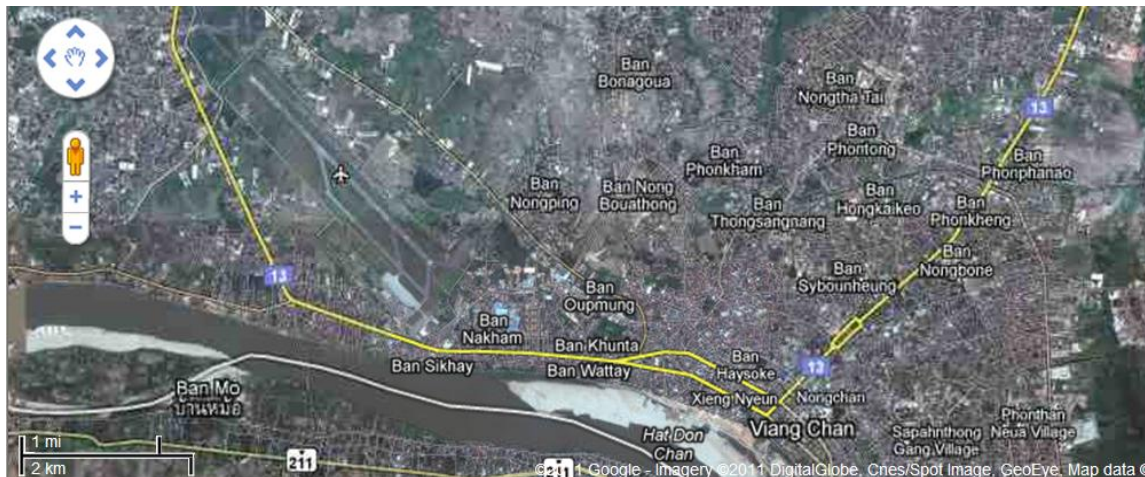 Ban
Bonagoua
Ban
Nongtha Tai
13
Ban
Phontong
Ban
Phonphanao
Ban
Phonkham
Ban
Nongping
Ban Nong
Bouathong
Ban
Hongkaikeo
Ban
Phonkheng
Ban
Thongsangnang
Ban
Nongbone
13
Ban
Sybounheung
Ban
Oupmung
Ban
Nakham
Ban Khunta
Ban Sikhay
Ban Wattay
Ban
Haysoke
13
Ban Mo
บ้านหม้อ
Xieng Nyeun
Nongchan
Viang Chan
Phonthan
Neua Village
Sapahnthong
Gang Village
Hat Don
Chan
1 mi
2 km
211
211
©2011 Google - Imagery ©2011 DigitalGlobe, Cnes/Spot Image, GeoEye, Map data ©